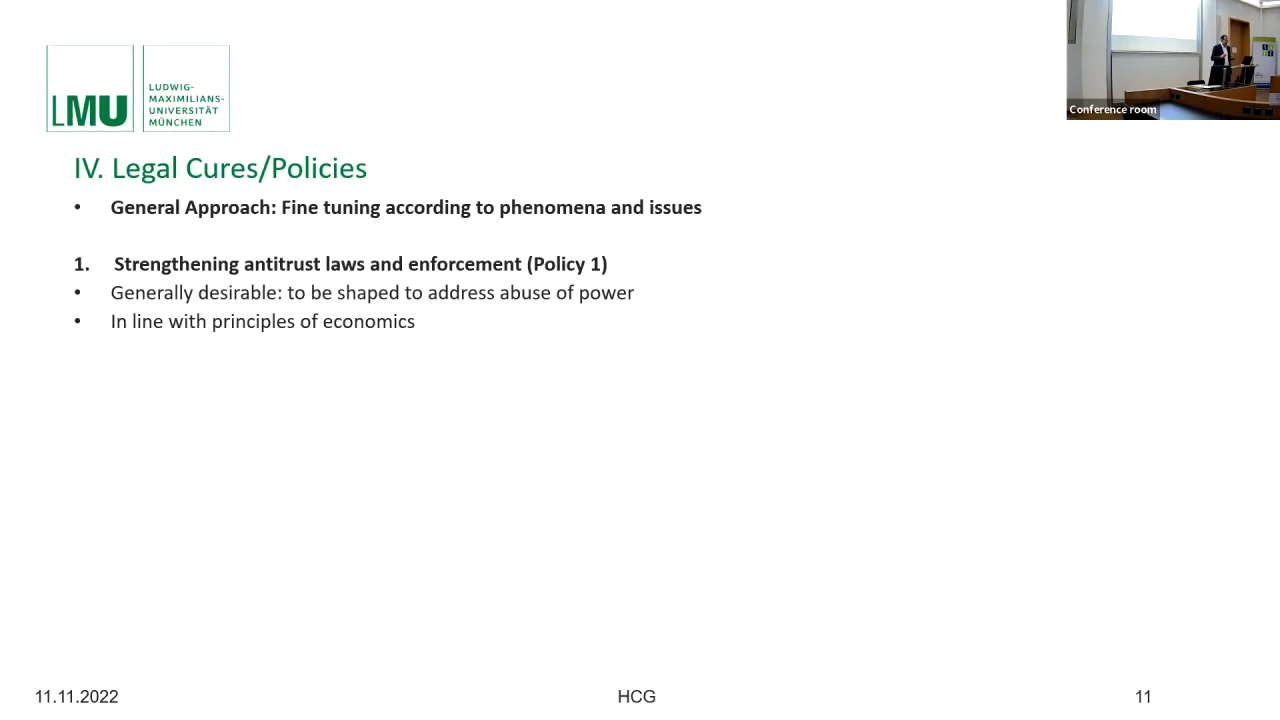 LMU
LUDWIG-
MAXIMILIANS-
UNIVERSITÄT
MÜNCHEN
Conference room
IV. Legal Cures/Policies
• General Approach: Fine tuning according to phenomena and issues
1. Strengthening antitrust laws and enforcement (Policy 1)
• Generally desirable: to be shaped to address abuse of power
• In line with principles of economics
11.11.2022
HCG
11